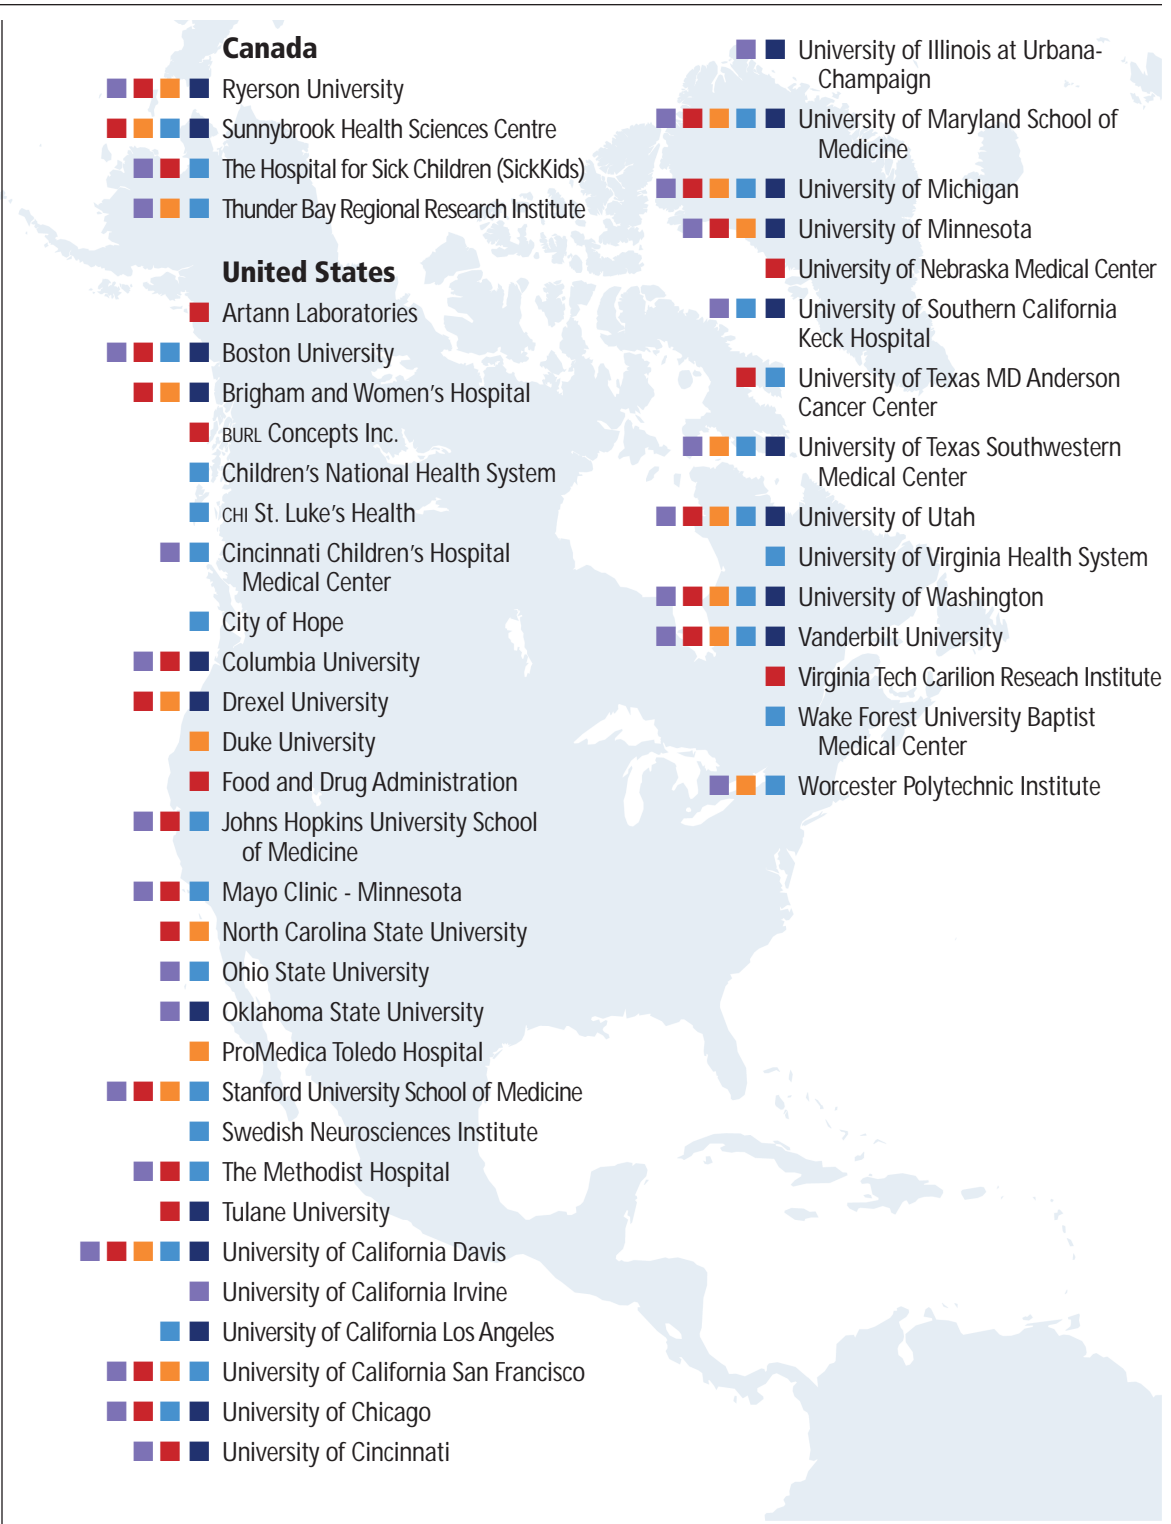 Canada
Ryerson University
Sunnybrook Health Sciences Centre
The Hospital for Sick Children (SickKids)
Thunder Bay Regional Research Institute
United States
Artann Laboratories
Boston University
Brigham and Women's Hospital
BURL Concepts Inc.
Children's National Health System
CHI St. Luke's Health
Cincinnati Children's Hospital
Medical Center
City of Hope
Columbia University
Drexel University
Duke University
Food and Drug Administration
Johns Hopkins University School
of Medicine
Mayo Clinic - Minnesota
North Carolina State University
Ohio State University
Oklahoma State University
ProMedica Toledo Hospital
Stanford University School of Medicine
Swedish Neurosciences Institute
The Methodist Hospital
Tulane University
University of California Davis
University of California Irvine
University of California Los Angeles
University of California San Francisco
University of Chicago
University of Cincinnati
University of Illinois at Urbana-
Champaign
University of Maryland School of
Medicine
University of Michigan
University of Minnesota
University of Nebraska Medical Center
University of Southern California
Keck Hospital
University of Texas MD Anderson
Cancer Center
University of Texas Southwestern
Medical Center
University of Utah
University of Virginia Health System
University of Washington
Vanderbilt University
Virginia Tech Carilion Reseach Institute
Wake Forest University Baptist
Medical Center
Worcester Polytechnic Institute